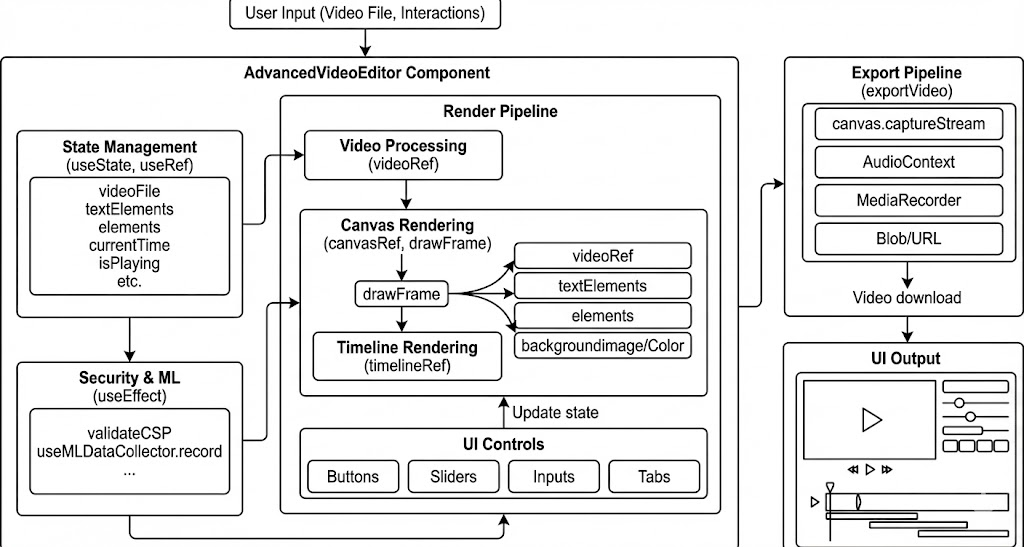 User Input (Video File, Interactions)
AdvancedVideoEditor Component
State Management
(useState, useRef)
videoFile
textElements
elements
currentTime
isPlaying
etc.
Security & ML
(useEffect)
validateCSP
useMLDataCollector.record
...
Render Pipeline
Video Processing
(videoRef)
Canvas Rendering
(canvasRef, drawFrame)
drawFrame
videoRef
textElements
elements
backgroundimage/Color
Timeline Rendering
(timelineRef)
Update state
UI Controls
Buttons
Sliders
Inputs
Tabs
Export Pipeline
(exportVideo)
canvas.captureStream
AudioContext
MediaRecorder
Blob/URL
Video download
UI Output